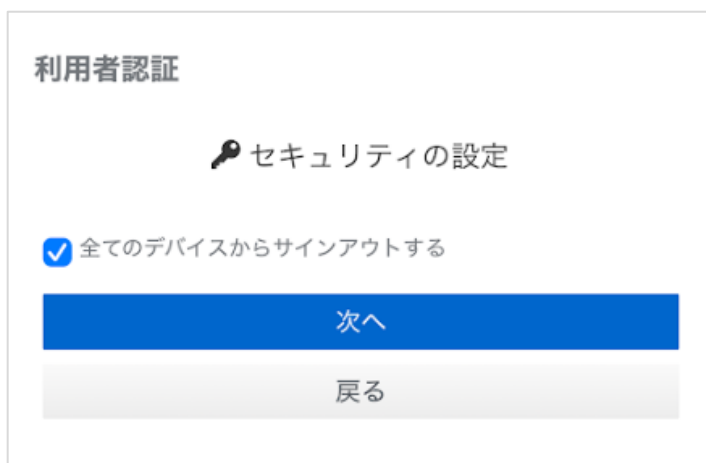 利用者認証
セキュリティの設定
全てのデバイスからサインアウトする
次へ
戻る